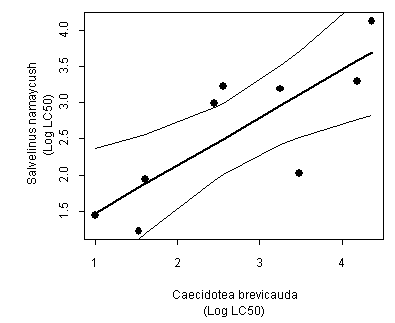 4.0
3.5
3.0
2.5
2.0
1.5
Salvelinus namaycush
(Log LC50)
1 2 3 4
Caecidotea brevicauda
(Log LC50)